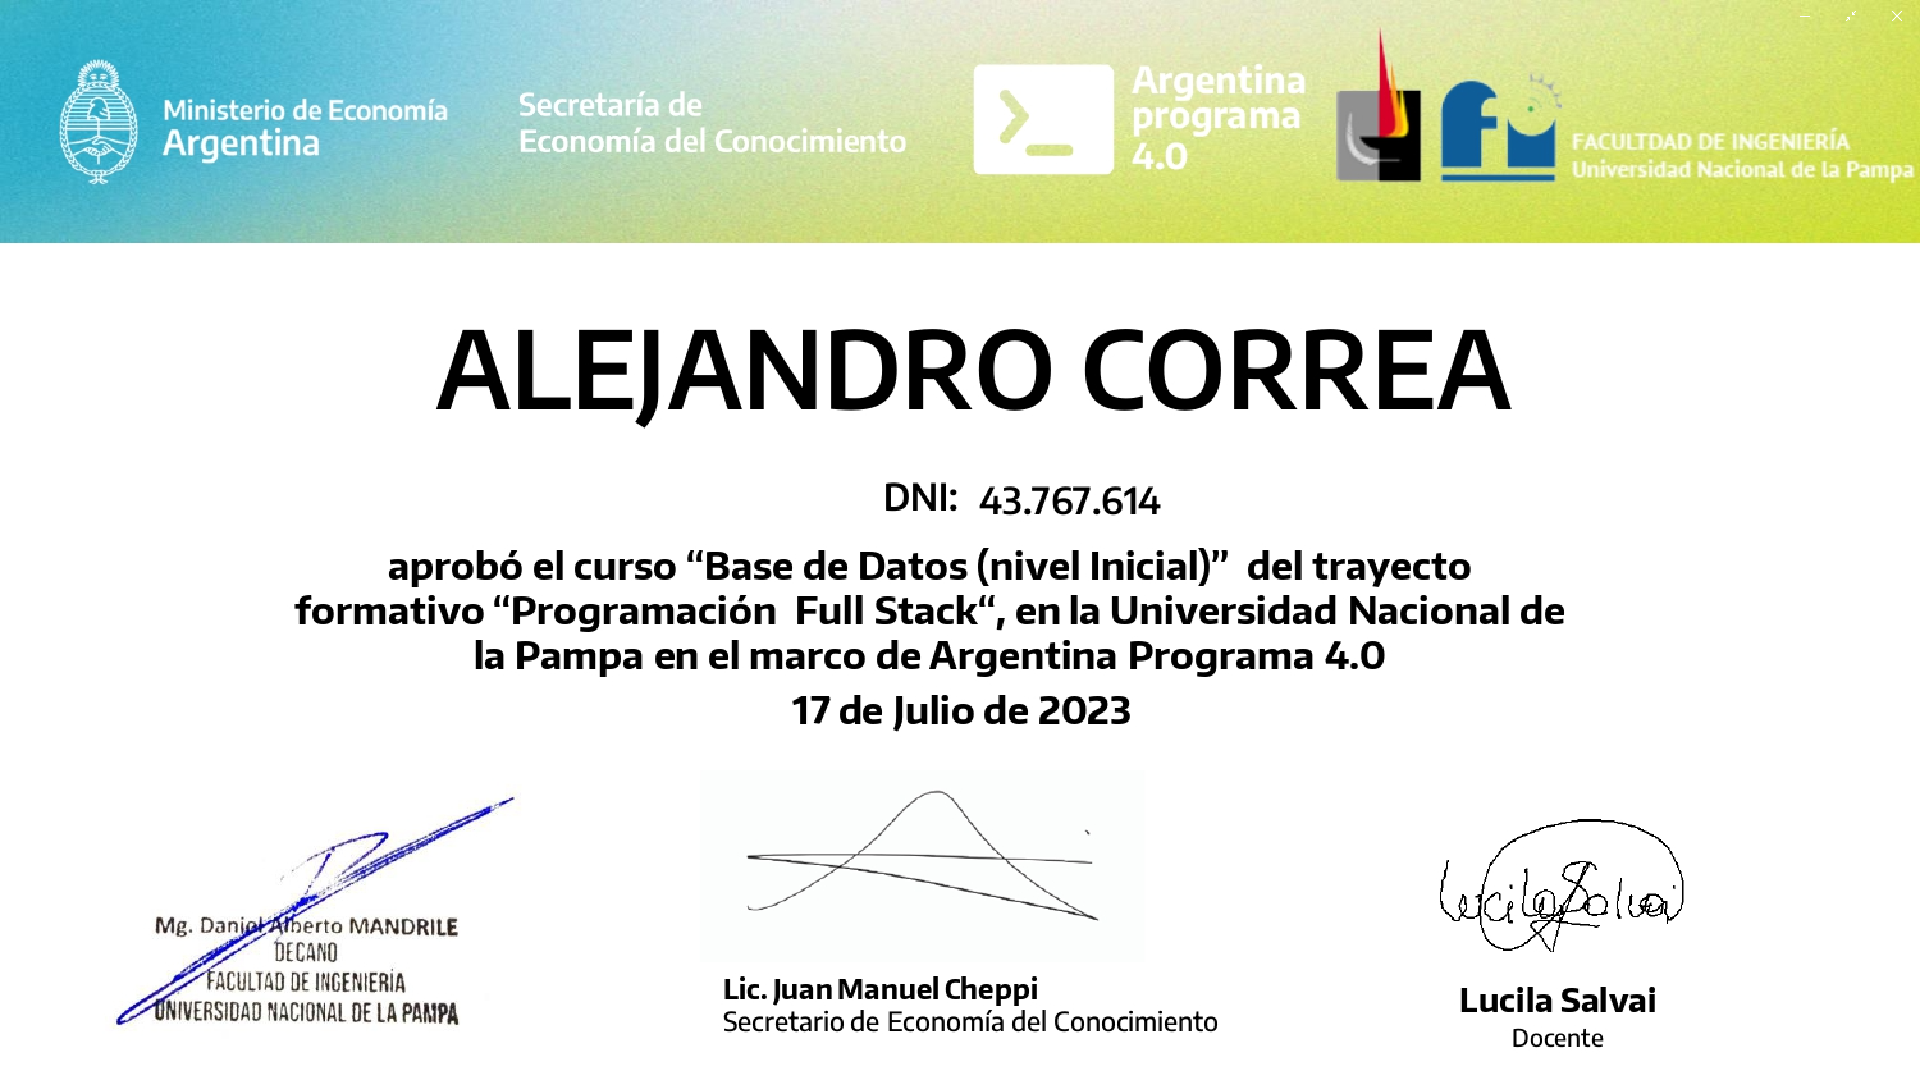 Ministerio de Economía
Argentina
Secretaría de
Economía del Conocimiento
Argentina
programa
4.0
FACULTDAD DE INGENIERÍA
Universidad Nacional de la Pampa
ALEJANDRO CORREA
DNI: 43.767.614
aprobó el curso “Base de Datos (nivel Inicial)” del trayecto
formativo “Programación Full Stack“, en la Universidad Nacional de
la Pampa en el marco de Argentina Programa 4.0
17 de Julio de 2023
Mg. Daniel Alberto MANDRILE
DECANO
FACULTAD DE INGENIERÍA
UNIVERSIDAD NACIONAL DE LA PAMPA
Lic. Juan Manuel Cheppi
Secretario de Economía del Conocimiento
Lucila Salvai
Lucila Salvai
Docente